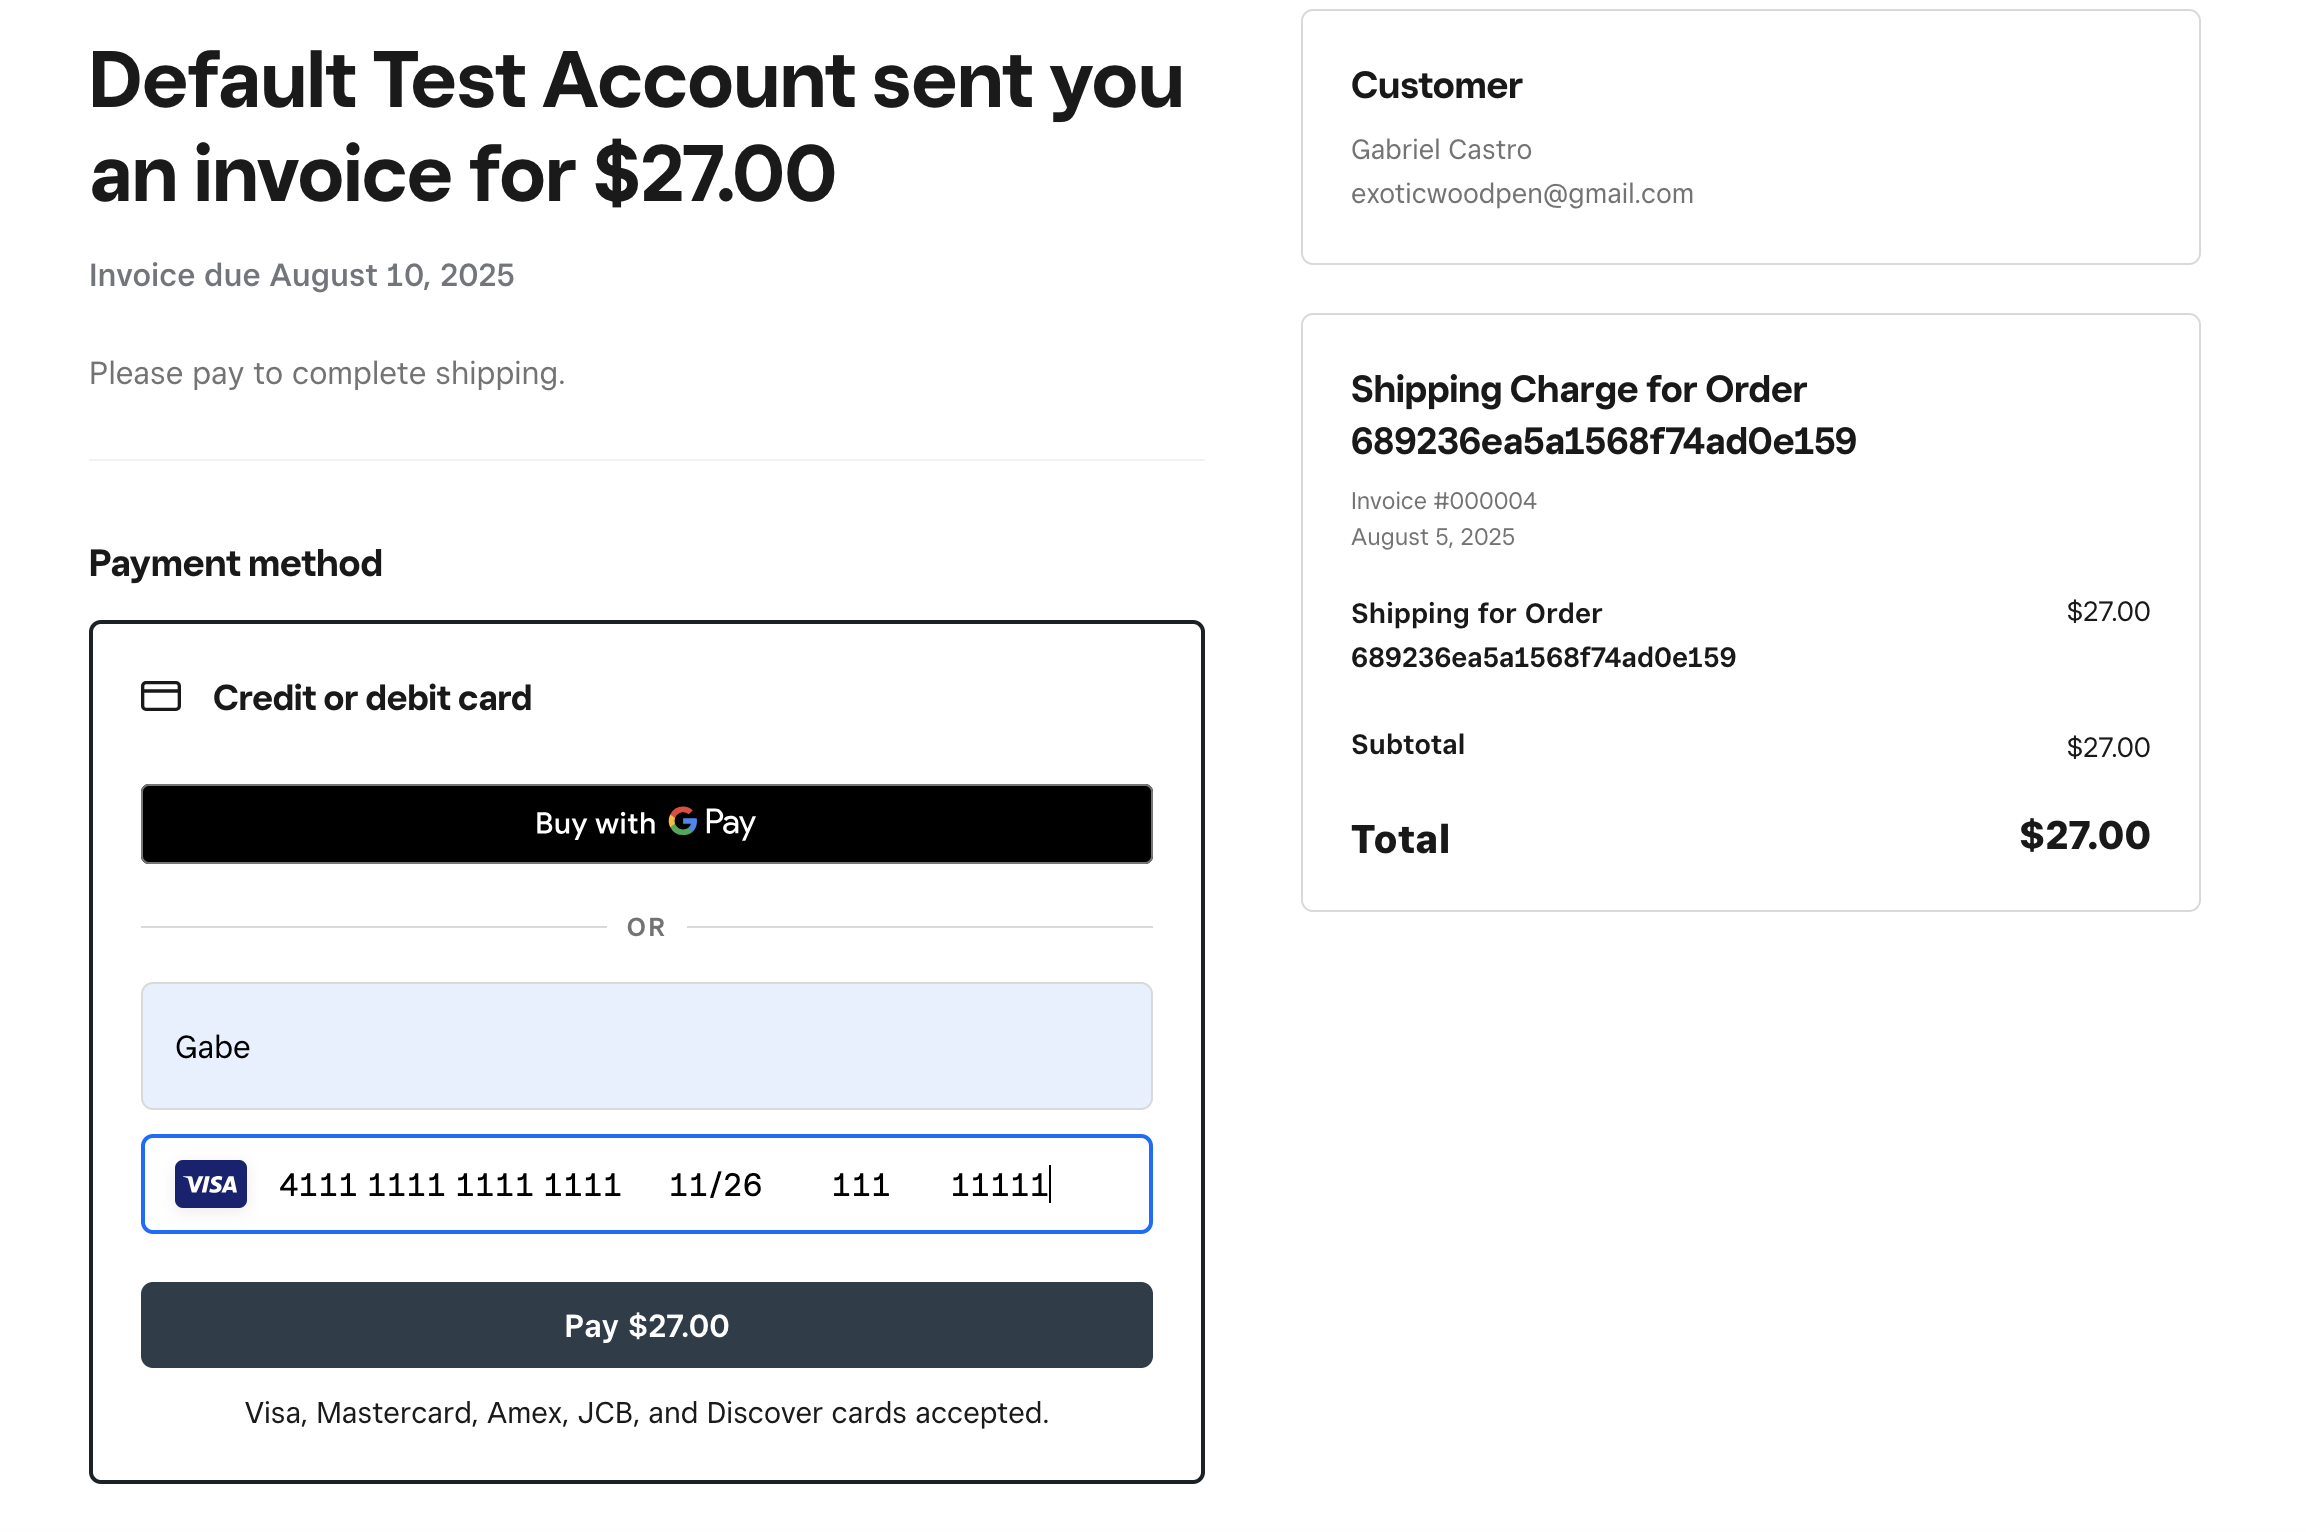 Default Test Account sent you
an invoice for $27.00
Invoice due August 10, 2025
Please pay to complete shipping.
Payment method
Credit or debit card
Buy with G Pay
OR
Gabe
VISA 4111 1111 1111 1111 11/26 111 11111
Pay $27.00
Visa, Mastercard, Amex, JCB, and Discover cards accepted.
Customer
Gabriel Castro
exoticwoodpen@gmail.com
Shipping Charge for Order
689236ea5a1568f74ad0e159
Invoice #000004
August 5, 2025
Shipping for Order $27.00
689236ea5a1568f74ad0e159
Subtotal $27.00
Total $27.00